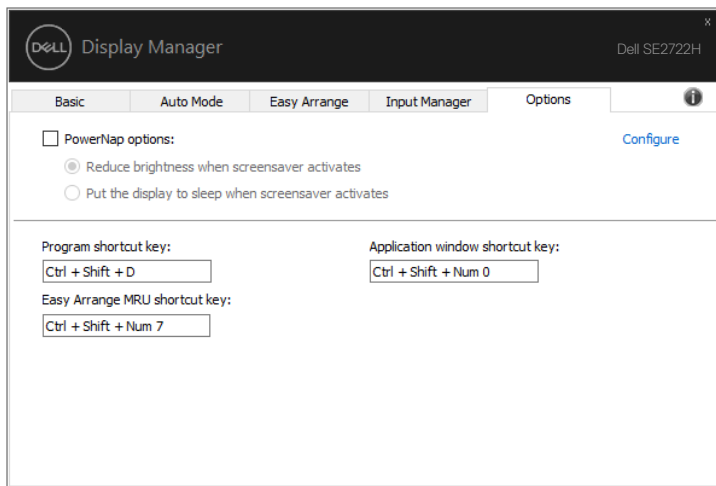 x
DELL Display Manager Dell SE2722H
Basic Auto Mode Easy Arrange Input Manager Options i
PowerNap options: Configure
Reduce brightness when screensaver activates
Put the display to sleep when screensaver activates
Program shortcut key: Application window shortcut key:
Ctrl + Shift + D Ctrl + Shift + Num 0
Easy Arrange MRU shortcut key:
Ctrl + Shift + Num 7